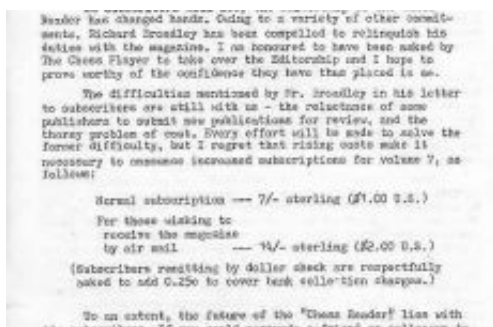 Reader has changed hands. Owing to a variety of other commit-
ments, Richard Broadley has been compelled to relinquish his
duties with the magazine. I am honoured to have been asked by
The Chess Player to take over the Editorship and I hope to
prove worthy of the confidence they have thus placed in me.
The difficulties mentioned by Mr. Broadley in his letter
to subscribers are still with us - the reluctance of some
publishers to submit new publications for review, and the
thorny problem of cost. Every effort will be made to solve the
former difficulty, but I regret that rising costs make it
necessary to announce increased subscriptions for volume 7, as
follows:
Normal subscription --- 7/- sterling ($1.00 U.S.)
For those wishing to
receive the magazine
by air mail --- 14/- sterling ($2.00 U.S.)
(Subscribers remitting by dollar check are respectfully
asked to add 0.25c to cover bank collection charges.)
To an extent, the future of the "Chess Reader" lies with